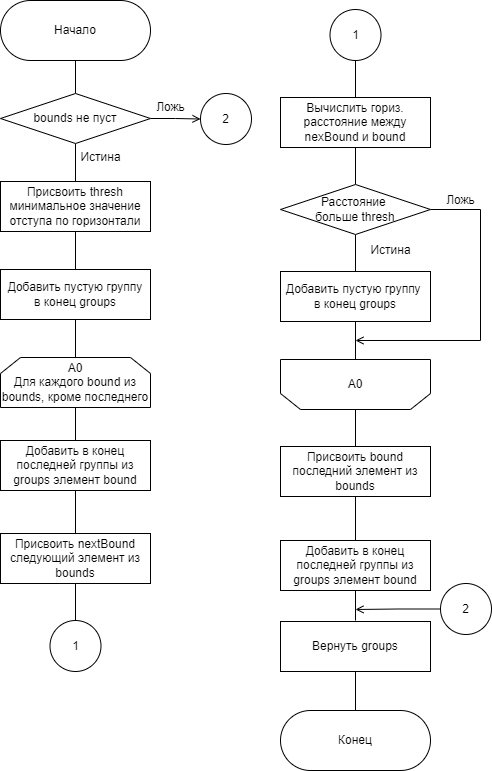 Начало
bounds не пуст
Ложь
2
Истина
Присвоить thresh
минимальное значение
отступа по горизонтали
Добавить пустую группу
в конец groups
A0
Для каждого bound из
bounds, кроме последнего
Добавить в конец
последней группы из
groups элемент bound
Присвоить nextBound
следующий элемент из
bounds
1
1
Вычислить гориз.
расстояние между
nexBound и bound
Расстояние
больше thresh
Ложь
Истина
Добавить пустую группу
в конец groups
A0
Присвоить bound
последний элемент из
bounds
Добавить в конец
последней группы из
groups элемент bound
2
Вернуть groups
Конец